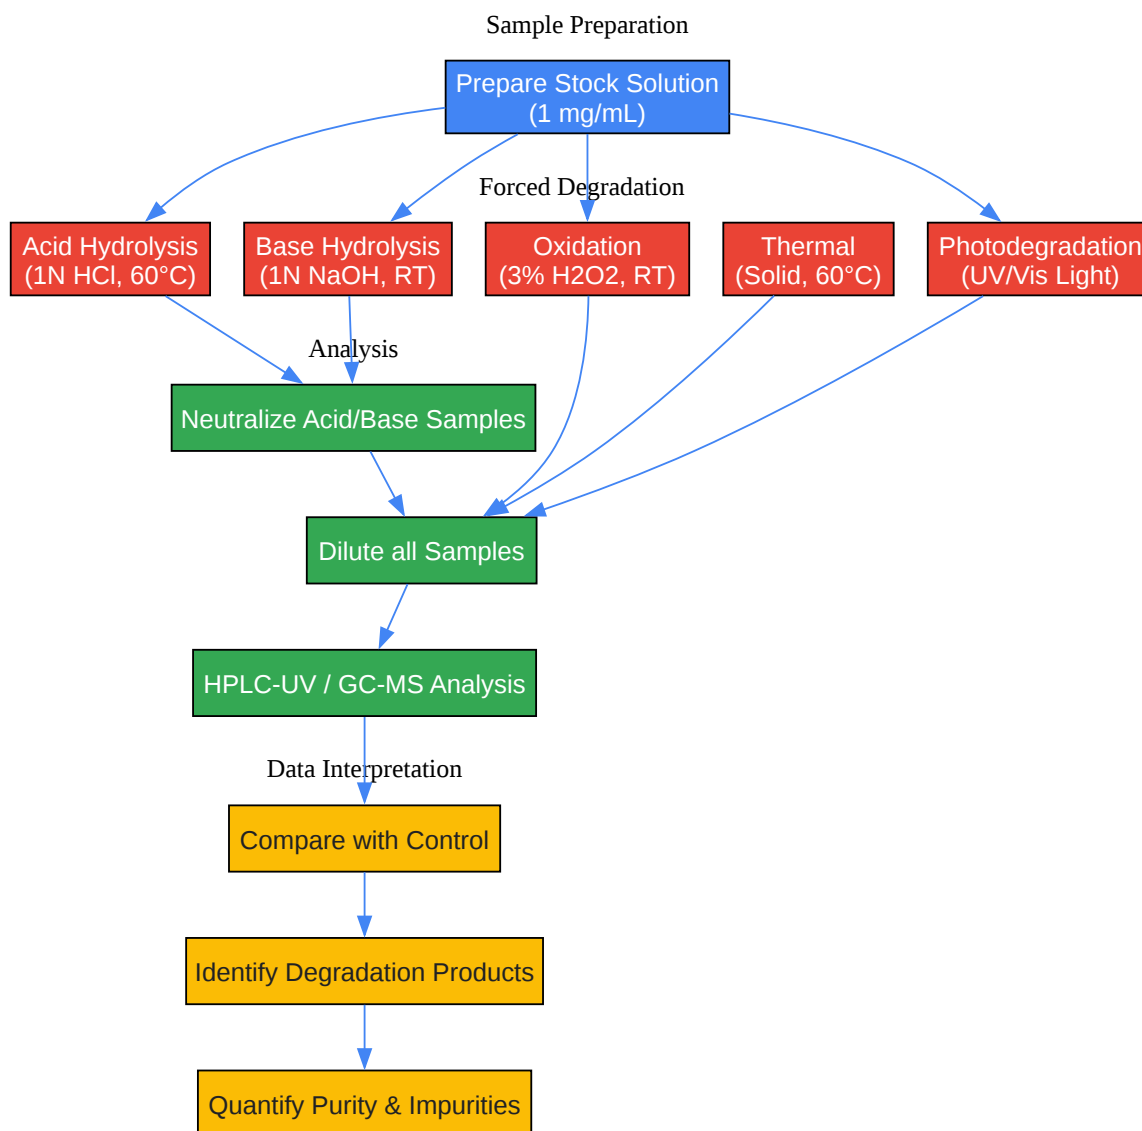 Sample Preparation
Prepare Stock Solution
(1 mg/mL)
Forced Degradation
Acid Hydrolysis
(1N HCl, 60°C)
Base Hydrolysis
(1N NaOH, RT)
Oxidation
(3% H2O2, RT)
Thermal
(Solid, 60°C)
Photodegradation
(UV/Vis Light)
Analysis
Neutralize Acid/Base Samples
Dilute all Samples
HPLC-UV / GC-MS Analysis
Data Interpretation
Compare with Control
Identify Degradation Products
Quantify Purity & Impurities